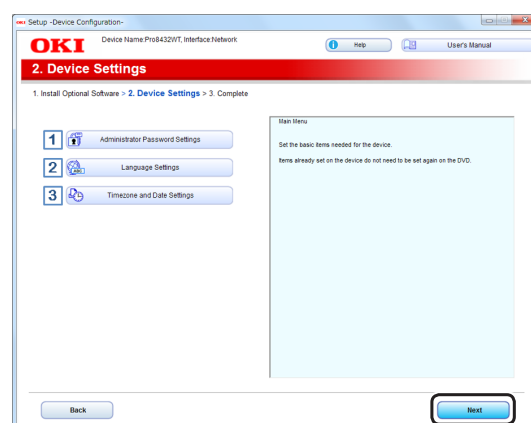 OKI Setup -Device Configuration-
OKI
Device Name:Pro8432WT, Interface:Network
i Help
User's Manual
2. Device Settings
1. Install Optional Software > 2. Device Settings > 3. Complete
1 Administrator Password Settings
2 ABC Language Settings
3 Timezone and Date Settings
Main Menu
Set the basic items needed for the device.
Items already set on the device do not need to be set again on the DVD.
Back
Next